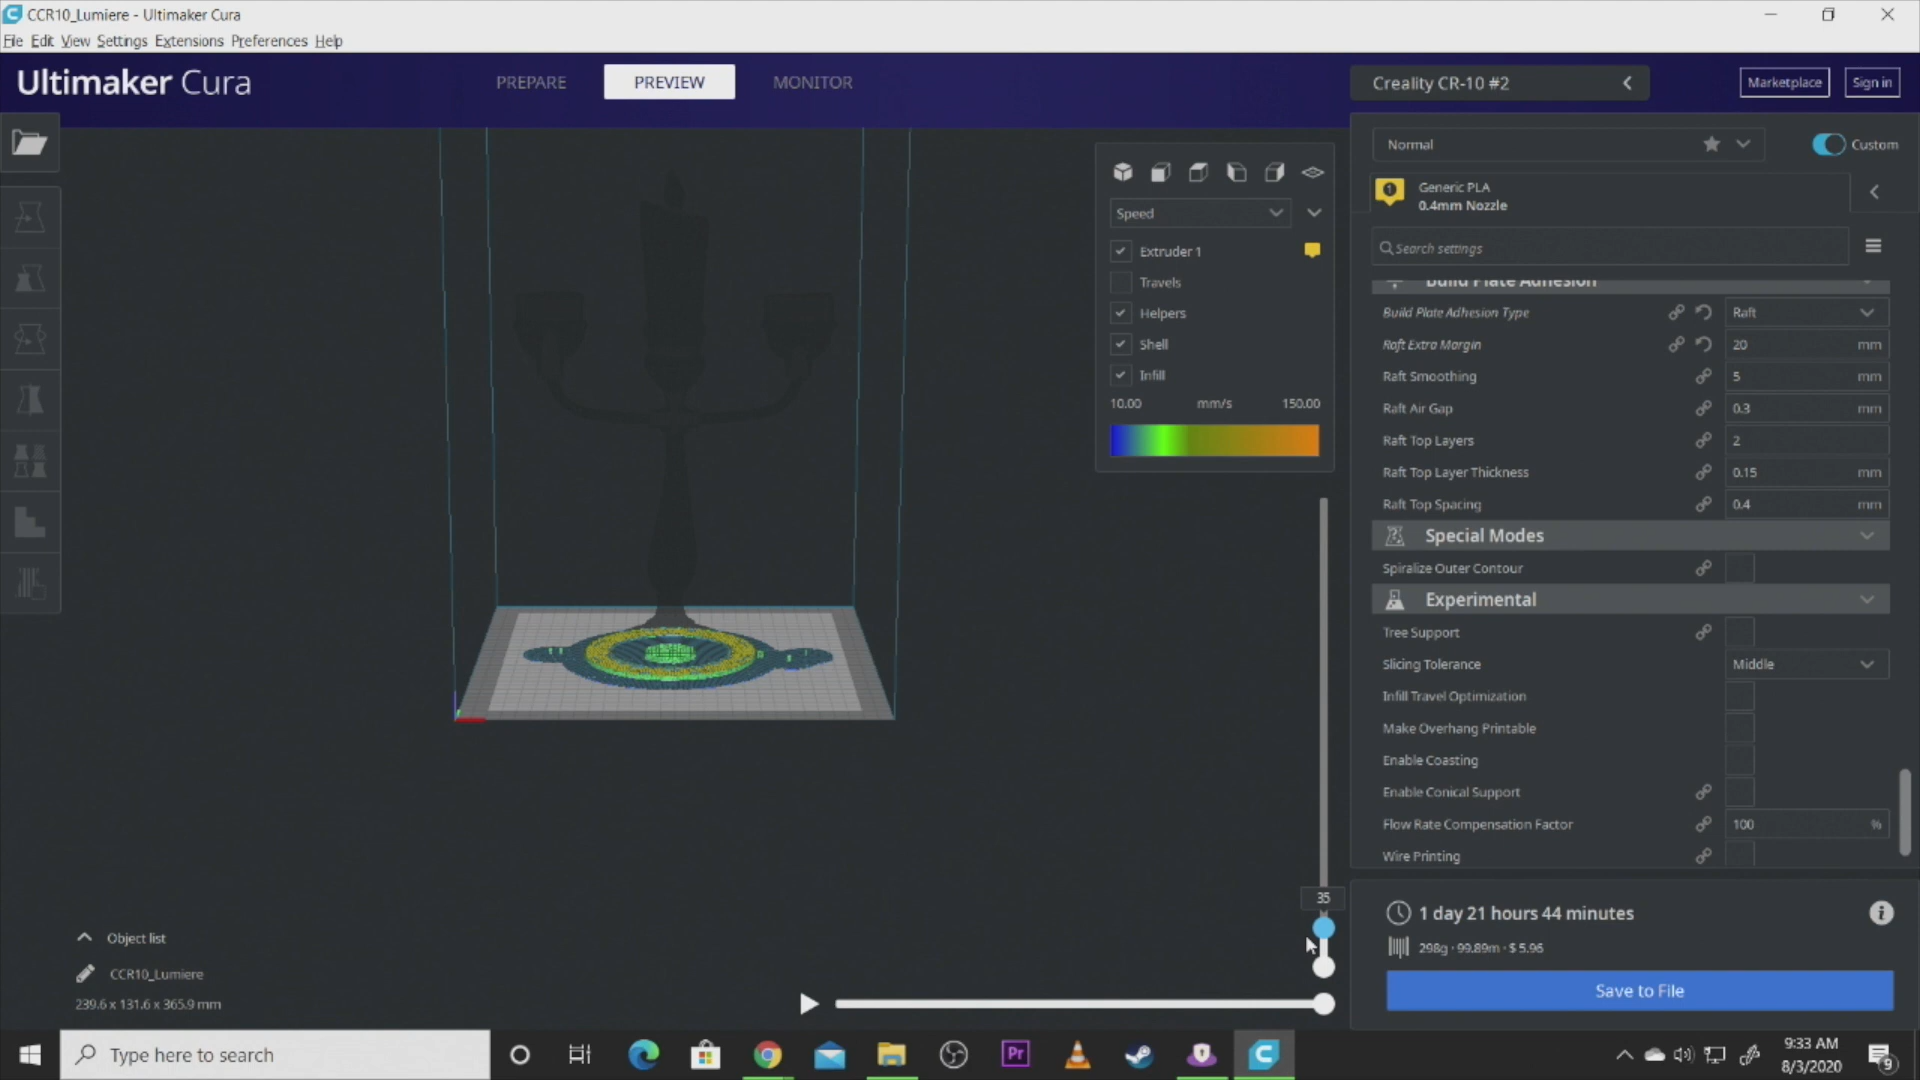 CCR10_Lumiere - Ultimaker Cura
File Edit View Settings Extensions Preferences Help
Ultimaker Cura
PREPARE
PREVIEW
MONITOR
Creality CR-10 #2
Marketplace
Sign in
Normal
Custom
1
Generic PLA
0.4mm Nozzle
Search settings
Speed
Extruder 1
Travels
Helpers
Shell
Infill
10.00 mm/s 150.00
Build Plate Adhesion
Build Plate Adhesion Type Raft
Raft Extra Margin 20 mm
Raft Smoothing 5 mm
Raft Air Gap 0.3 mm
Raft Top Layers 2
Raft Top Layer Thickness 0.15 mm
Raft Top Spacing 0.4 mm
Special Modes
Spiralize Outer Contour
Experimental
Tree Support
Slicing Tolerance Middle
Infill Travel Optimization
Make Overhang Printable
Enable Coasting
Enable Conical Support
Flow Rate Compensation Factor 100 %
Wire Printing
35
1 day 21 hours 44 minutes
298g · 99.89m · $ 5.96
Save to File
Object list
CCR10_Lumiere
239.6 x 131.6 x 365.9 mm
Type here to search
Pr
9:33 AM
8/3/2020
9